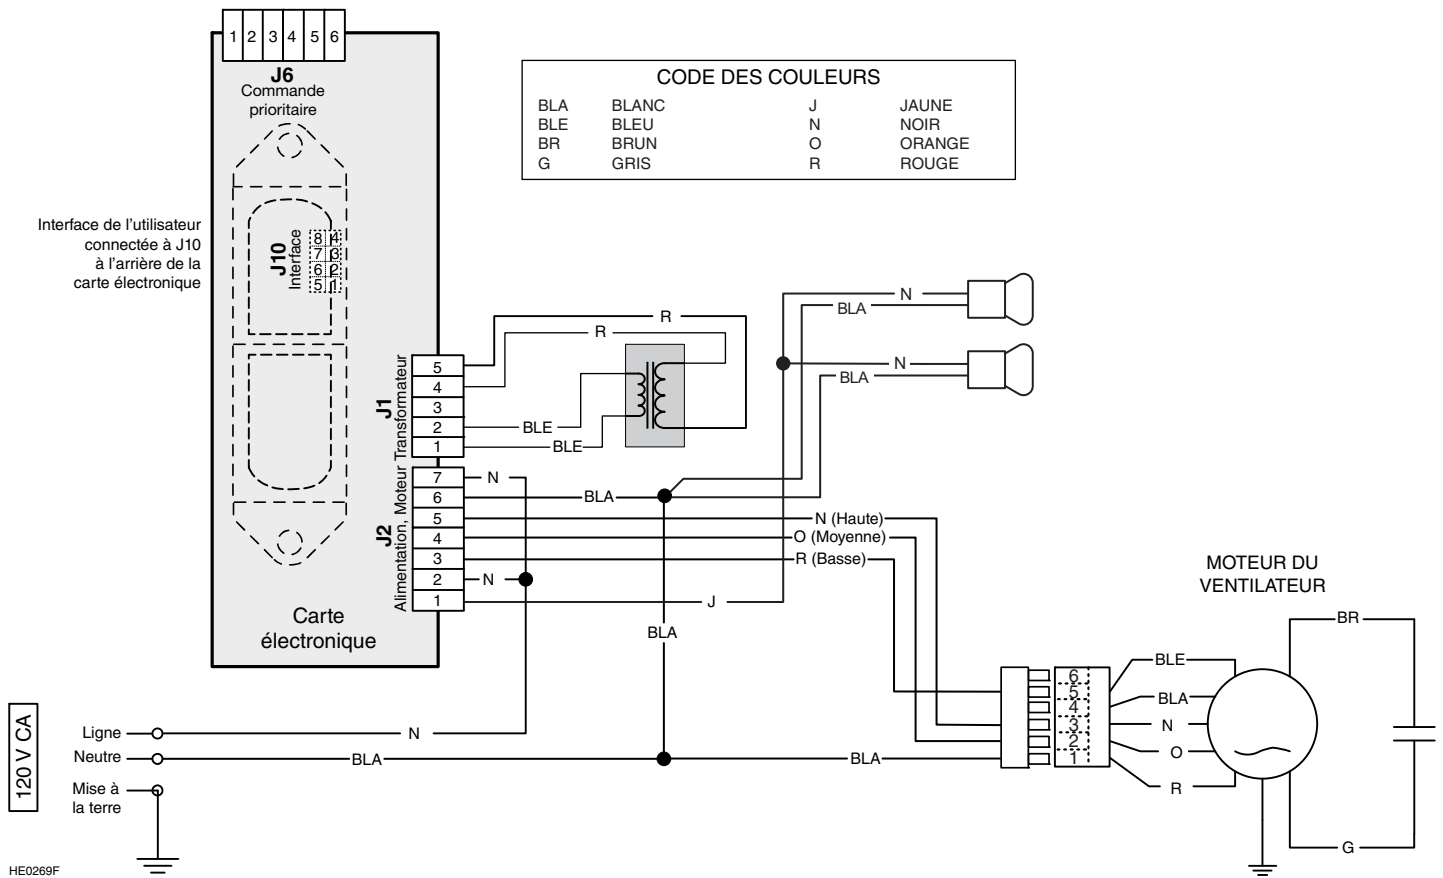 1 2 3 4 5 6
J6
Commande
prioritaire
CODE DES COULEURS
BLA BLANC J JAUNE
BLE BLEU N NOIR
BR BRUN O ORANGE
G GRIS R ROUGE
Interface de l'utilisateur
connectée à J10
à l'arrière de la
carte électronique
J10
Interface
8 4
7 3
6 2
5 1
N
BLA
N
BLA
R
R
J1
Transformateur
5
4
3
2
1
BLE
BLE
J2
Alimentation, Moteur
7
6
5
4
3
2
1
N
BLA
N (Haute)
O (Moyenne)
R (Basse)
N
J
BLA
Carte
électronique
MOTEUR DU
VENTILATEUR
BR
BLE
BLA
N
O
R
G
6
5
4
3
2
1
120 V CA
Ligne
N
Neutre
BLA
BLA
Mise à
la terre
HE0269F